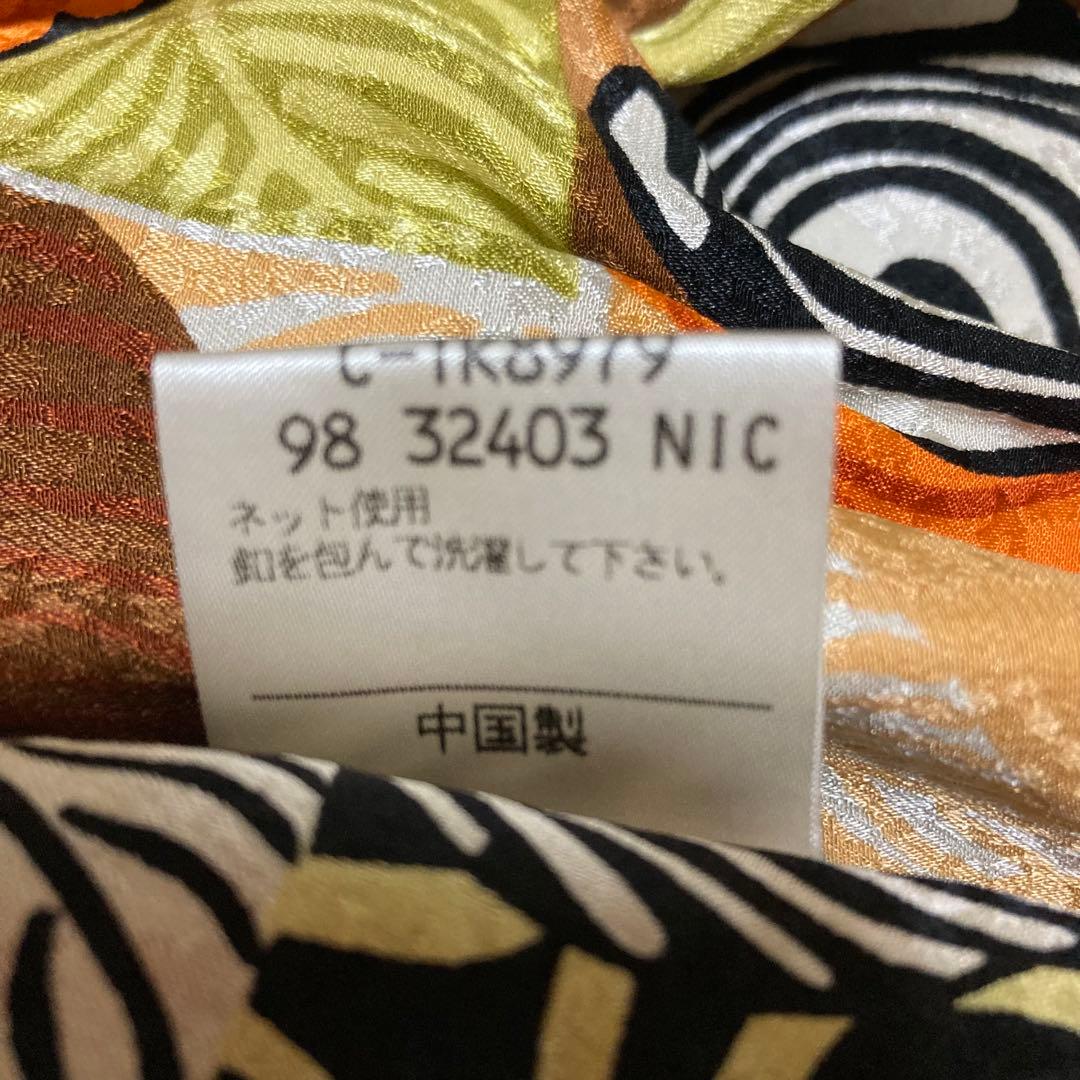 98 32403 NIC
ネット使用
釦を包んで洗濯して下さい。
中国製